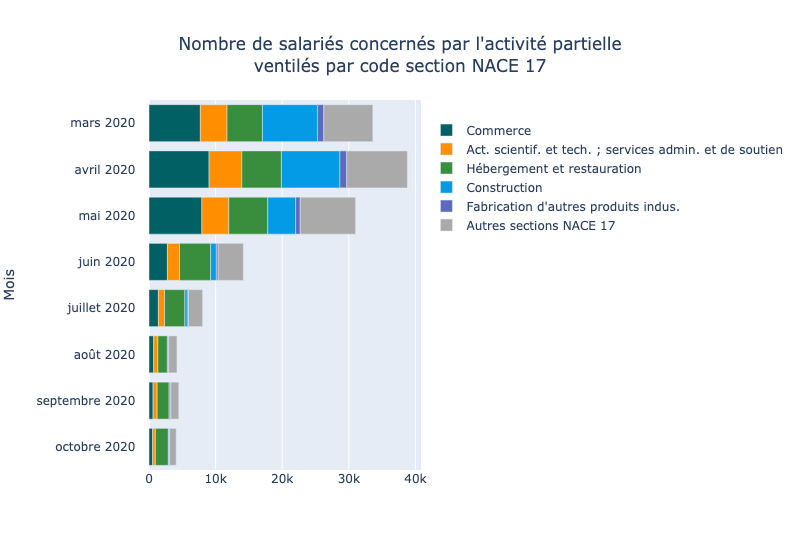 Nombre de salariés concernés par l'activité partielle
ventilés par code section NACE 17
Mois
mars 2020
avril 2020
mai 2020
juin 2020
juillet 2020
août 2020
septembre 2020
octobre 2020
0
10k
20k
30k
40k
Commerce
Act. scientif. et tech. ; services admin. et de soutien
Hébergement et restauration
Construction
Fabrication d'autres produits indus.
Autres sections NACE 17